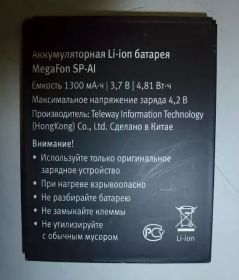 Аккумуляторная Li-ion батарея
MegaFon SP-AI
Ёмкость 1300 мА·ч | 3,7 В | 4,81 Вт·ч
Максимальное напряжение заряда 4,2 В
Производитель: Teleway Information Technology
(HongKong) Co., Ltd. Сделано в Китае
Внимание!
• Используйте только оригинальное
зарядное устройство
• При нагреве взрывоопасно
• Не разбирайте батарею
• Не замыкайте клеммы
• Не утилизируйте
с обычным мусором
Li-ion